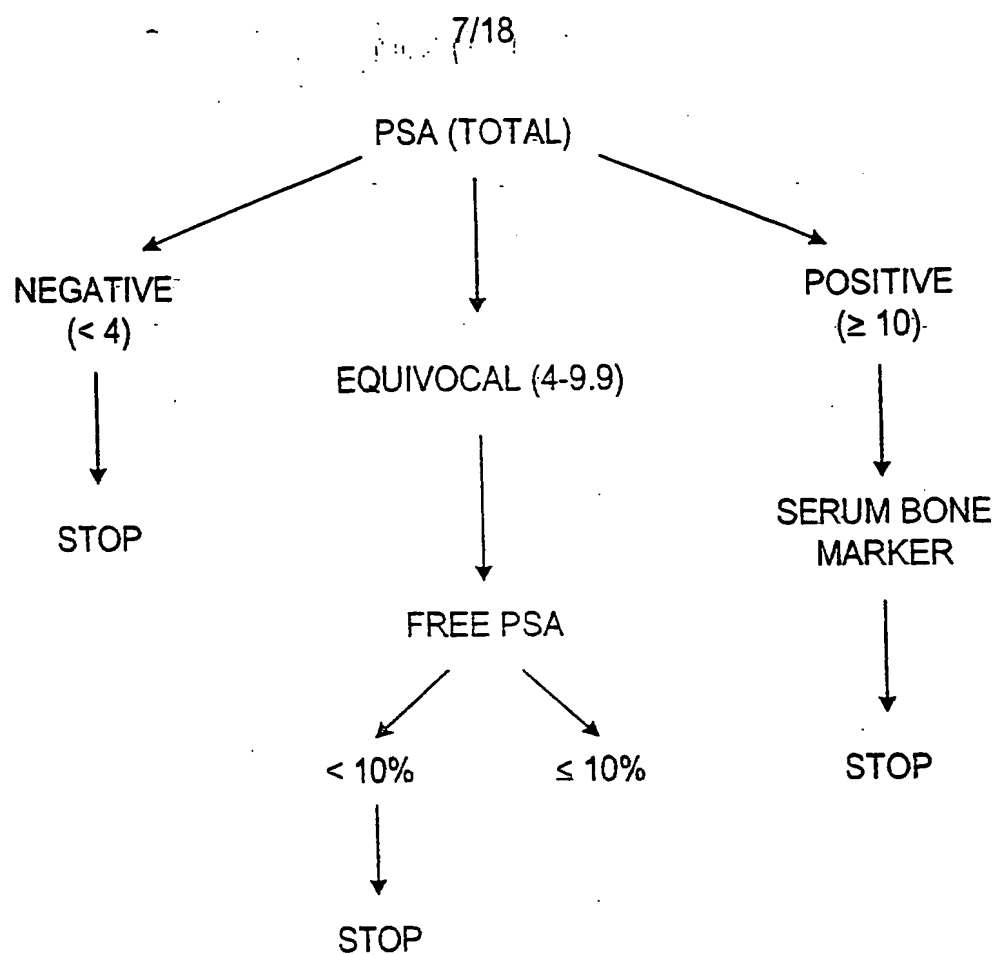 7/18
PSA (TOTAL)
NEGATIVE
(< 4)
POSITIVE
(≥ 10)
EQUIVOCAL (4-9.9)
STOP
SERUM BONE
MARKER
FREE PSA
< 10%
≤ 10%
STOP
STOP